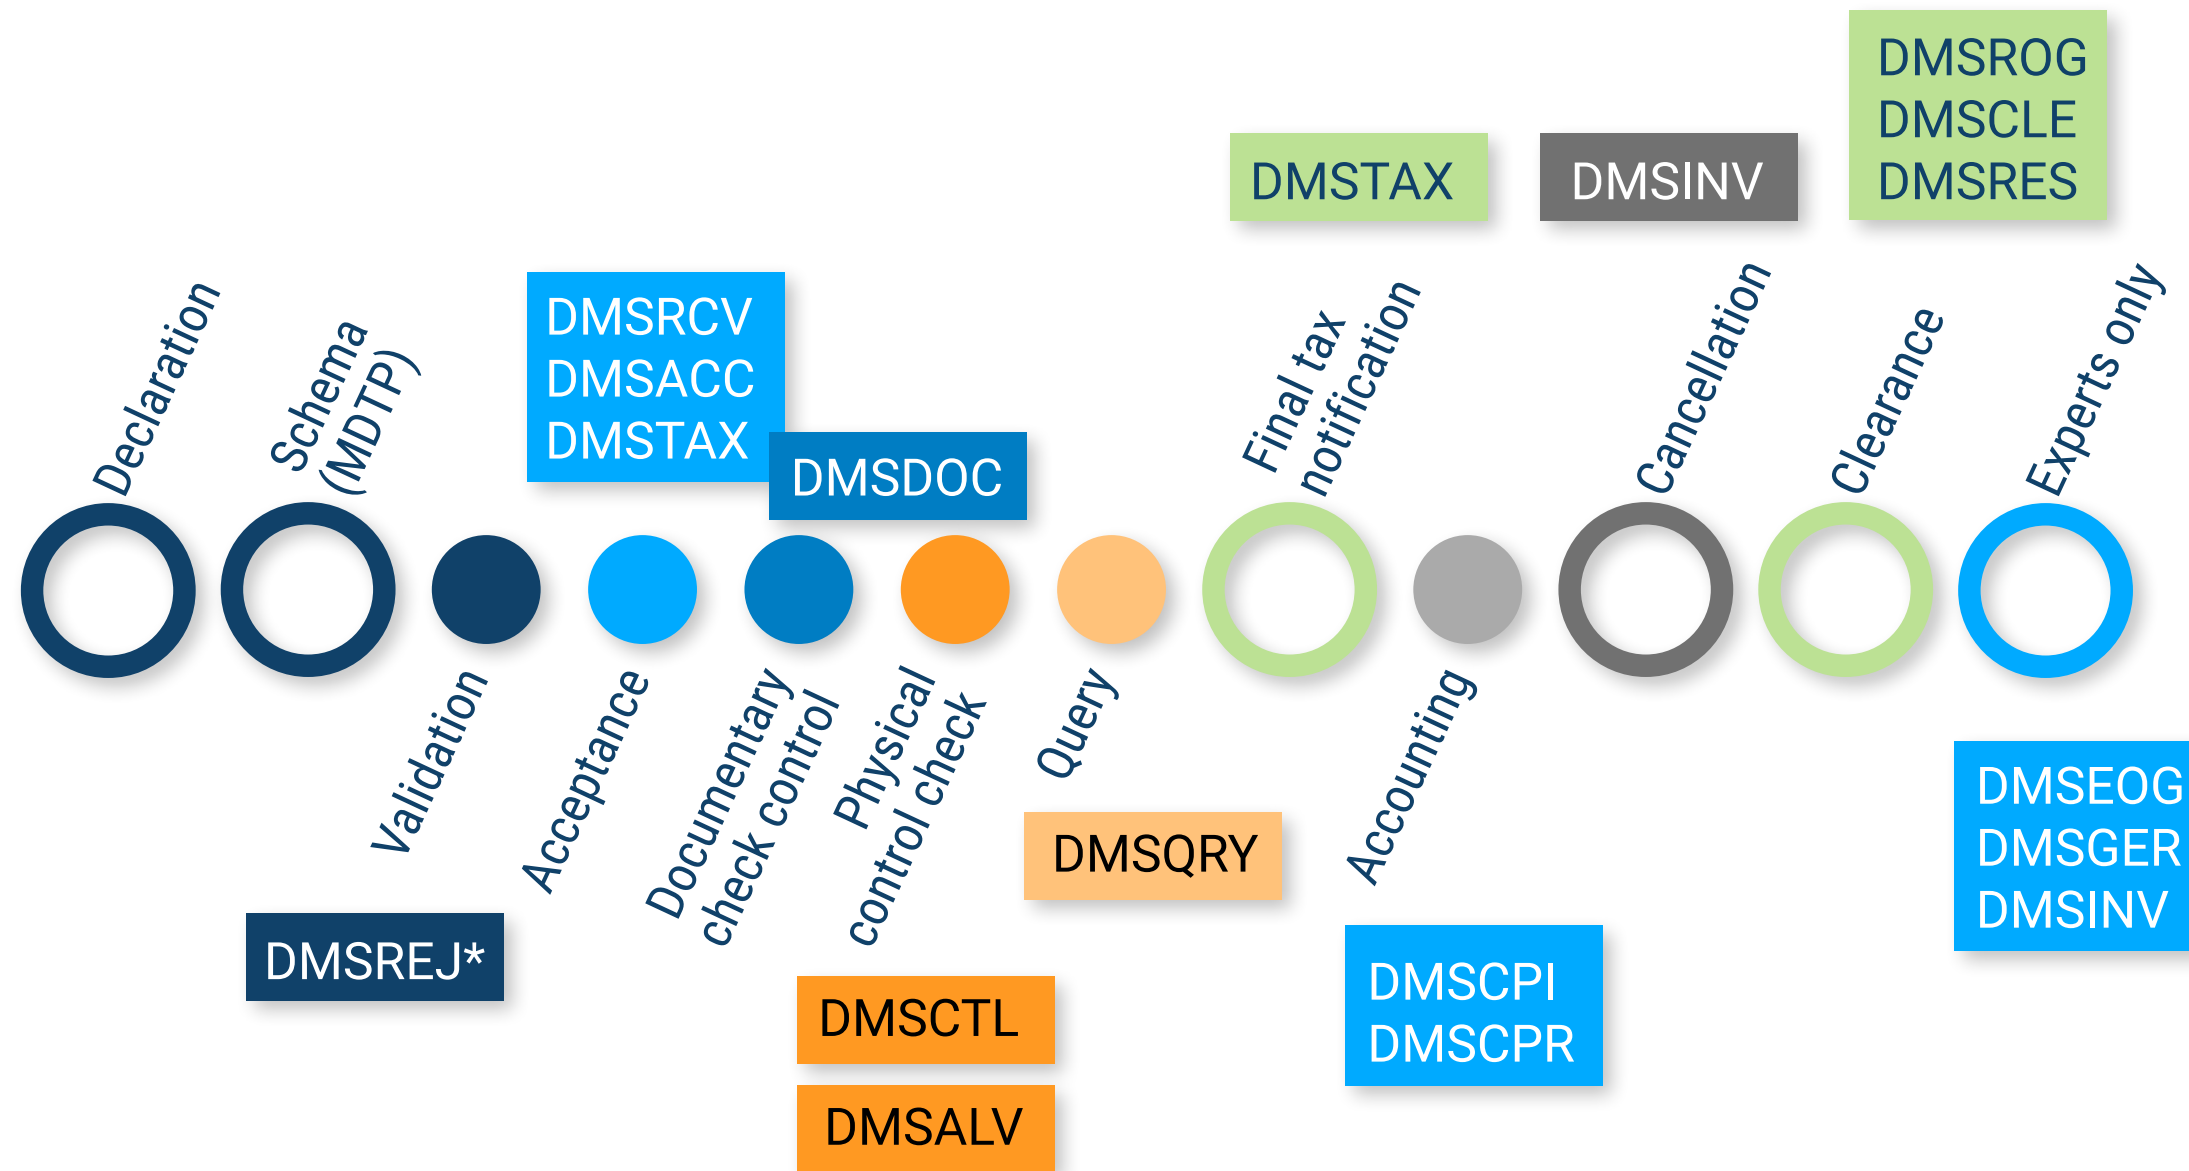 DMSROG
DMSCLE
DMSRES
DMSTAX
DMSINV
DMSRCV
DMSACC
DMSTAX
DMSDOC
Declaration
Schema
(MDTP)
Final tax
notification
Cancellation
Clearance
Experts only
Validation
Acceptance
Documentary
check control
Physical
control check
Query
Accounting
DMSREJ*
DMSCTL
DMSALV
DMSQRY
DMSCPI
DMSCPR
DMSEOG
DMSGER
DMSINV